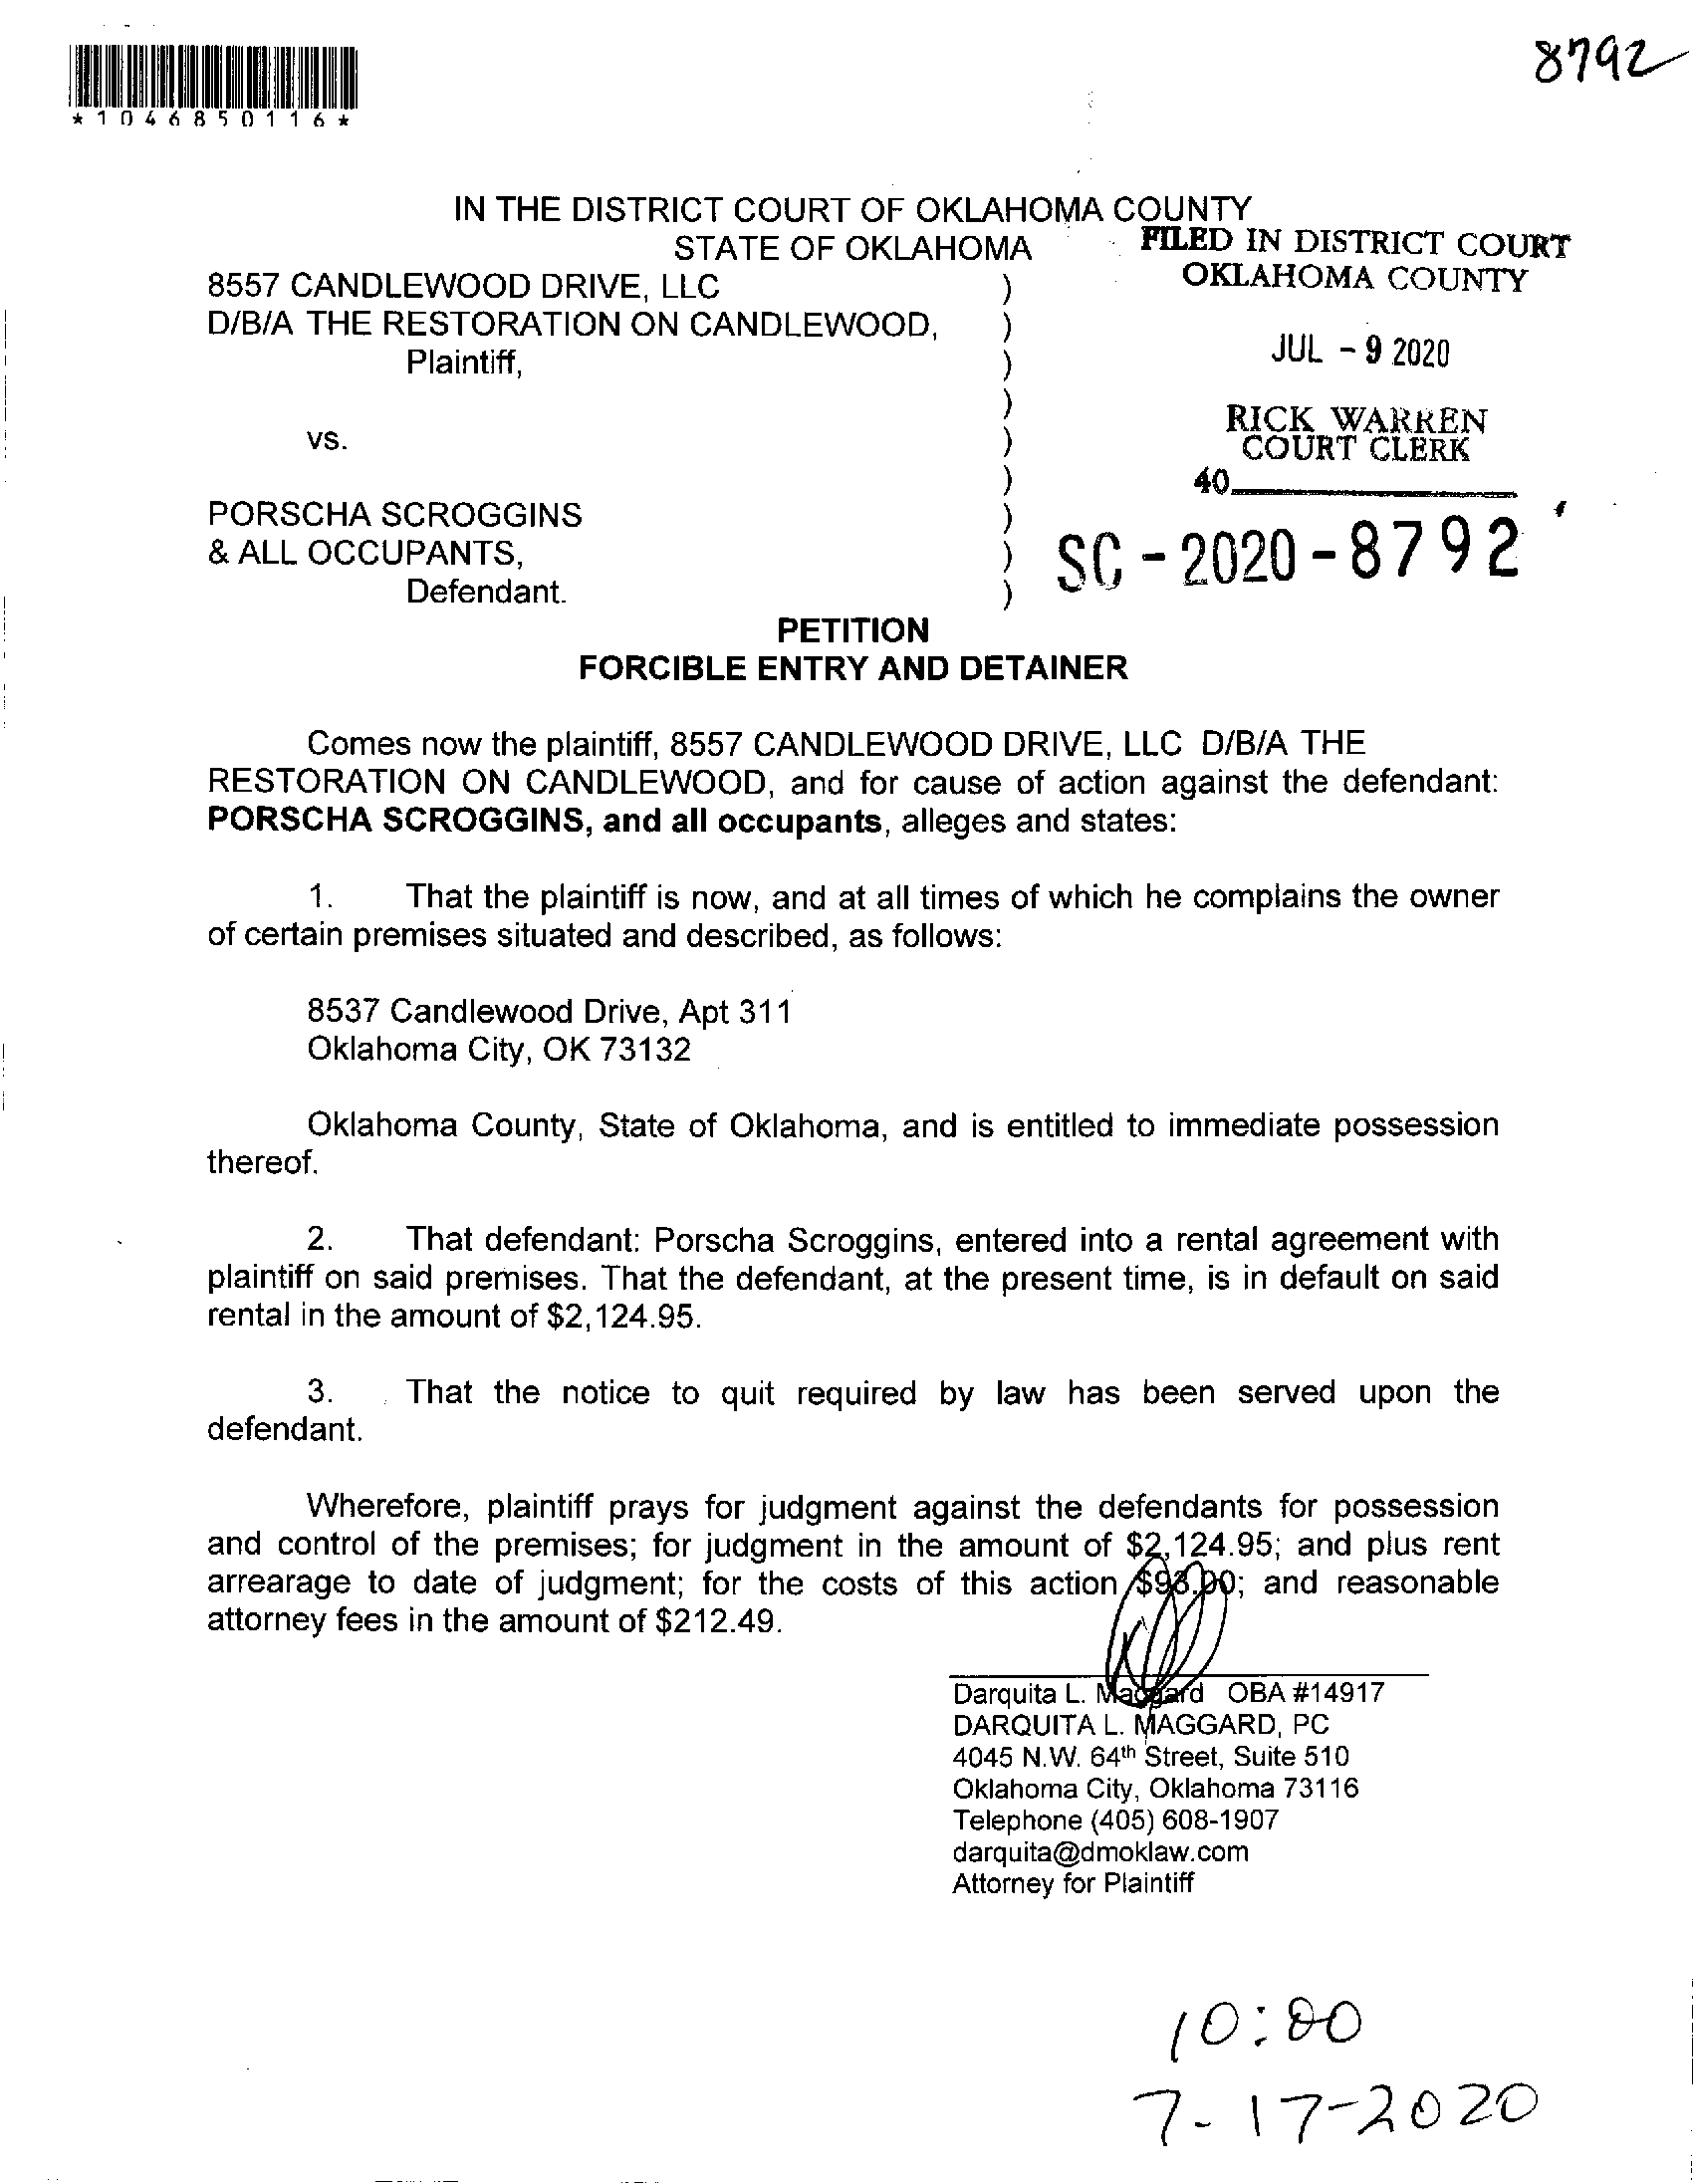 8792
*1046850116*
IN THE DISTRICT COURT OF OKLAHOMA COUNTY
STATE OF OKLAHOMA
FILED IN DISTRICT COURT
OKLAHOMA COUNTY
JUL - 9 2020
RICK WARREN
COURT CLERK
40
SC - 2020 - 8792
8557 CANDLEWOOD DRIVE, LLC )
D/B/A THE RESTORATION ON CANDLEWOOD, )
Plaintiff, )
)
vs. )
)
PORSCHA SCROGGINS )
& ALL OCCUPANTS, )
Defendant. )
PETITION
FORCIBLE ENTRY AND DETAINER
Comes now the plaintiff, 8557 CANDLEWOOD DRIVE, LLC D/B/A THE
RESTORATION ON CANDLEWOOD, and for cause of action against the defendant:
PORSCHA SCROGGINS, and all occupants, alleges and states:
1. That the plaintiff is now, and at all times of which he complains the owner
of certain premises situated and described, as follows:
8537 Candlewood Drive, Apt 311
Oklahoma City, OK 73132
Oklahoma County, State of Oklahoma, and is entitled to immediate possession
thereof.
2. That defendant: Porscha Scroggins, entered into a rental agreement with
plaintiff on said premises. That the defendant, at the present time, is in default on said
rental in the amount of $2,124.95.
3. That the notice to quit required by law has been served upon the
defendant.
Wherefore, plaintiff prays for judgment against the defendants for possession
and control of the premises; for judgment in the amount of $2,124.95; and plus rent
arrearage to date of judgment; for the costs of this action $98.00; and reasonable
attorney fees in the amount of $212.49.
Darquita L. Maggard OBA #14917
DARQUITA L. MAGGARD, PC
4045 N.W. 64th Street, Suite 510
Oklahoma City, Oklahoma 73116
Telephone (405) 608-1907
darquita@dmoklaw.com
Attorney for Plaintiff
10:00
7-17-2020